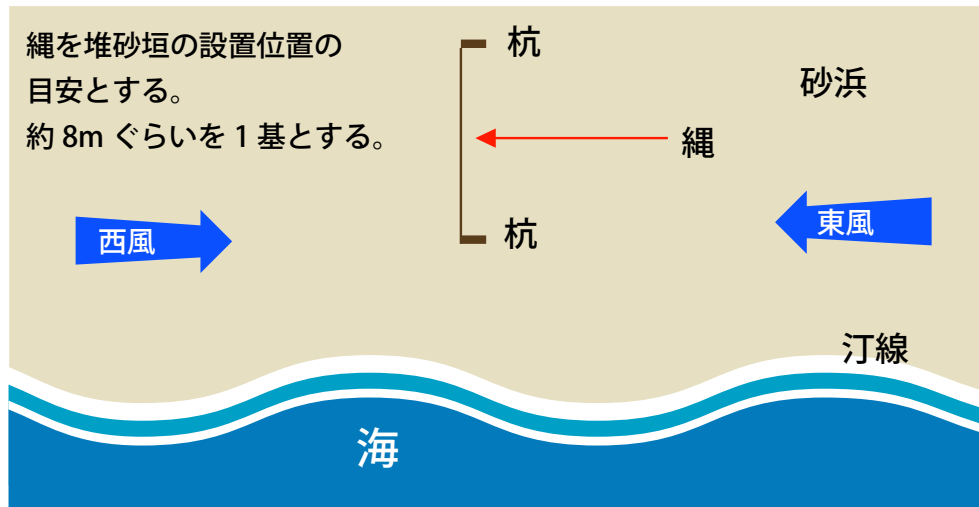 縄を堆砂垣の設置位置の
目安とする。
約 8m ぐらいを 1 基とする。
杭
砂浜
縄
杭
西風
東風
汀線
海